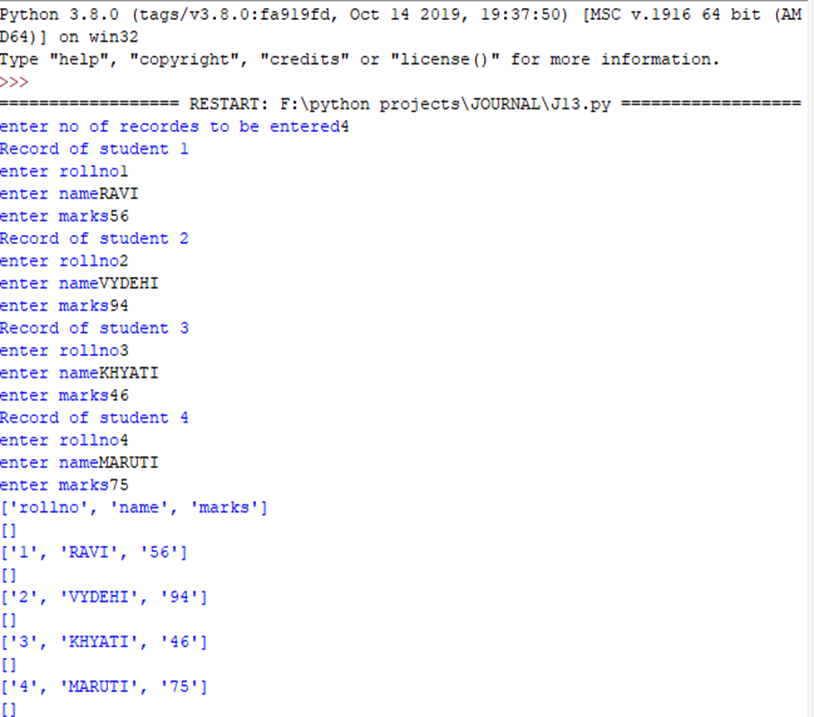 Python 3.8.0 (tags/v3.8.0:fa919fd, Oct 14 2019, 19:37:50) [MSC v.1916 64 bit (AM
D64)] on win32
Type "help", "copyright", "credits" or "license()" for more information.
>>>
================== RESTART: F:\python projects\JOURNAL\J13.py ==================
enter no of recordes to be entered4
Record of student 1
enter rollno1
enter nameRAVI
enter marks56
Record of student 2
enter rollno2
enter nameVYDEHI
enter marks94
Record of student 3
enter rollno3
enter nameKHYATI
enter marks46
Record of student 4
enter rollno4
enter nameMARUTI
enter marks75
['rollno', 'name', 'marks']
[]
['1', 'RAVI', '56']
[]
['2', 'VYDEHI', '94']
[]
['3', 'KHYATI', '46']
[]
['4', 'MARUTI', '75']
[]